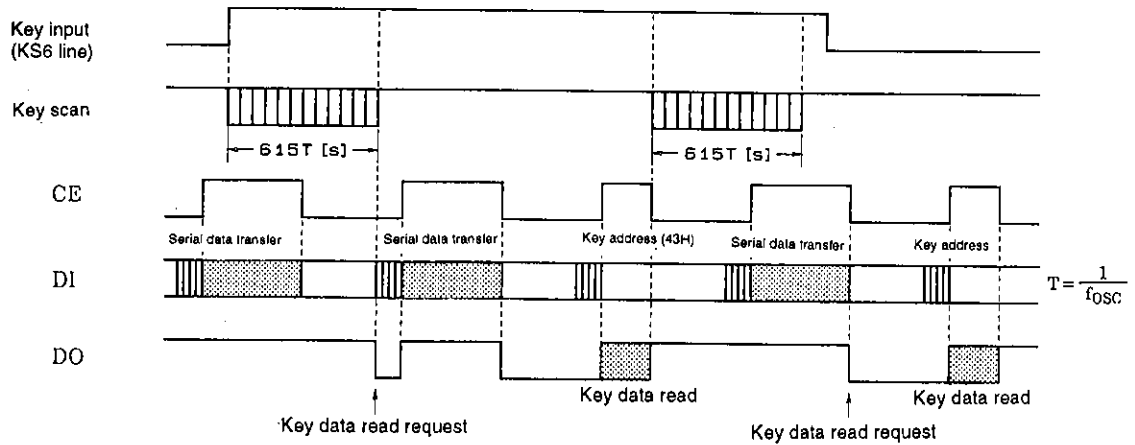 Key input
(KS6 line)
Key scan
615T [s]
615T [s]
CE
Serial data transfer
Serial data transfer
Key address (43H)
Serial data transfer
Key address
DI
T = 1/fOSC
DO
Key data read
Key data read
Key data read request
Key data read request